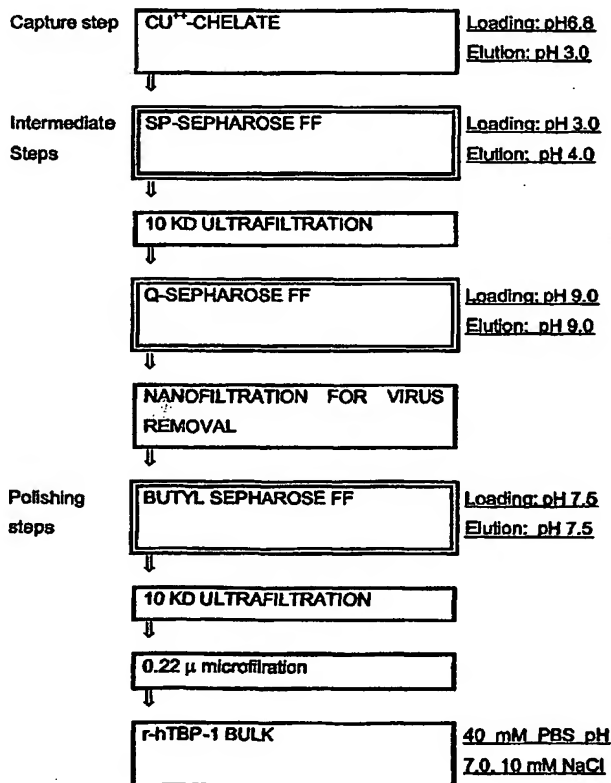 Capture step CU++-CHELATE Loading: pH6.8
Elution: pH 3.0
⇓
Intermediate SP-SEPHAROSE FF Loading: pH 3.0
Steps Elution: pH 4.0
⇓
10 KD ULTRAFILTRATION
⇓
Q-SEPHAROSE FF Loading: pH 9.0
Elution: pH 9.0
⇓
NANOFILTRATION FOR VIRUS
REMOVAL
⇓
Polishing BUTYL SEPHAROSE FF Loading: pH 7.5
steps Elution: pH 7.5
⇓
10 KD ULTRAFILTRATION
⇓
0.22 µ microfiltration
⇓
r-hTBP-1 BULK 40 mM PBS pH
7.0, 10 mM NaCl